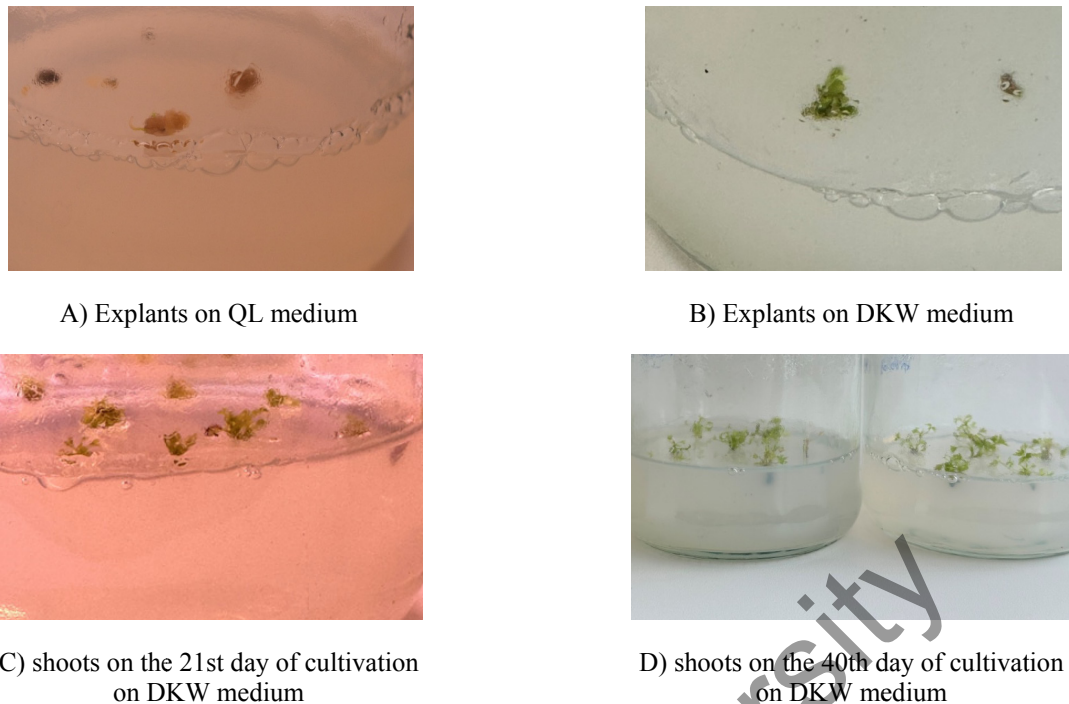 A) Explants on QL medium
B) Explants on DKW medium
C) shoots on the 21st day of cultivation
on DKW medium
D) shoots on the 40th day of cultivation
on DKW medium
rsity